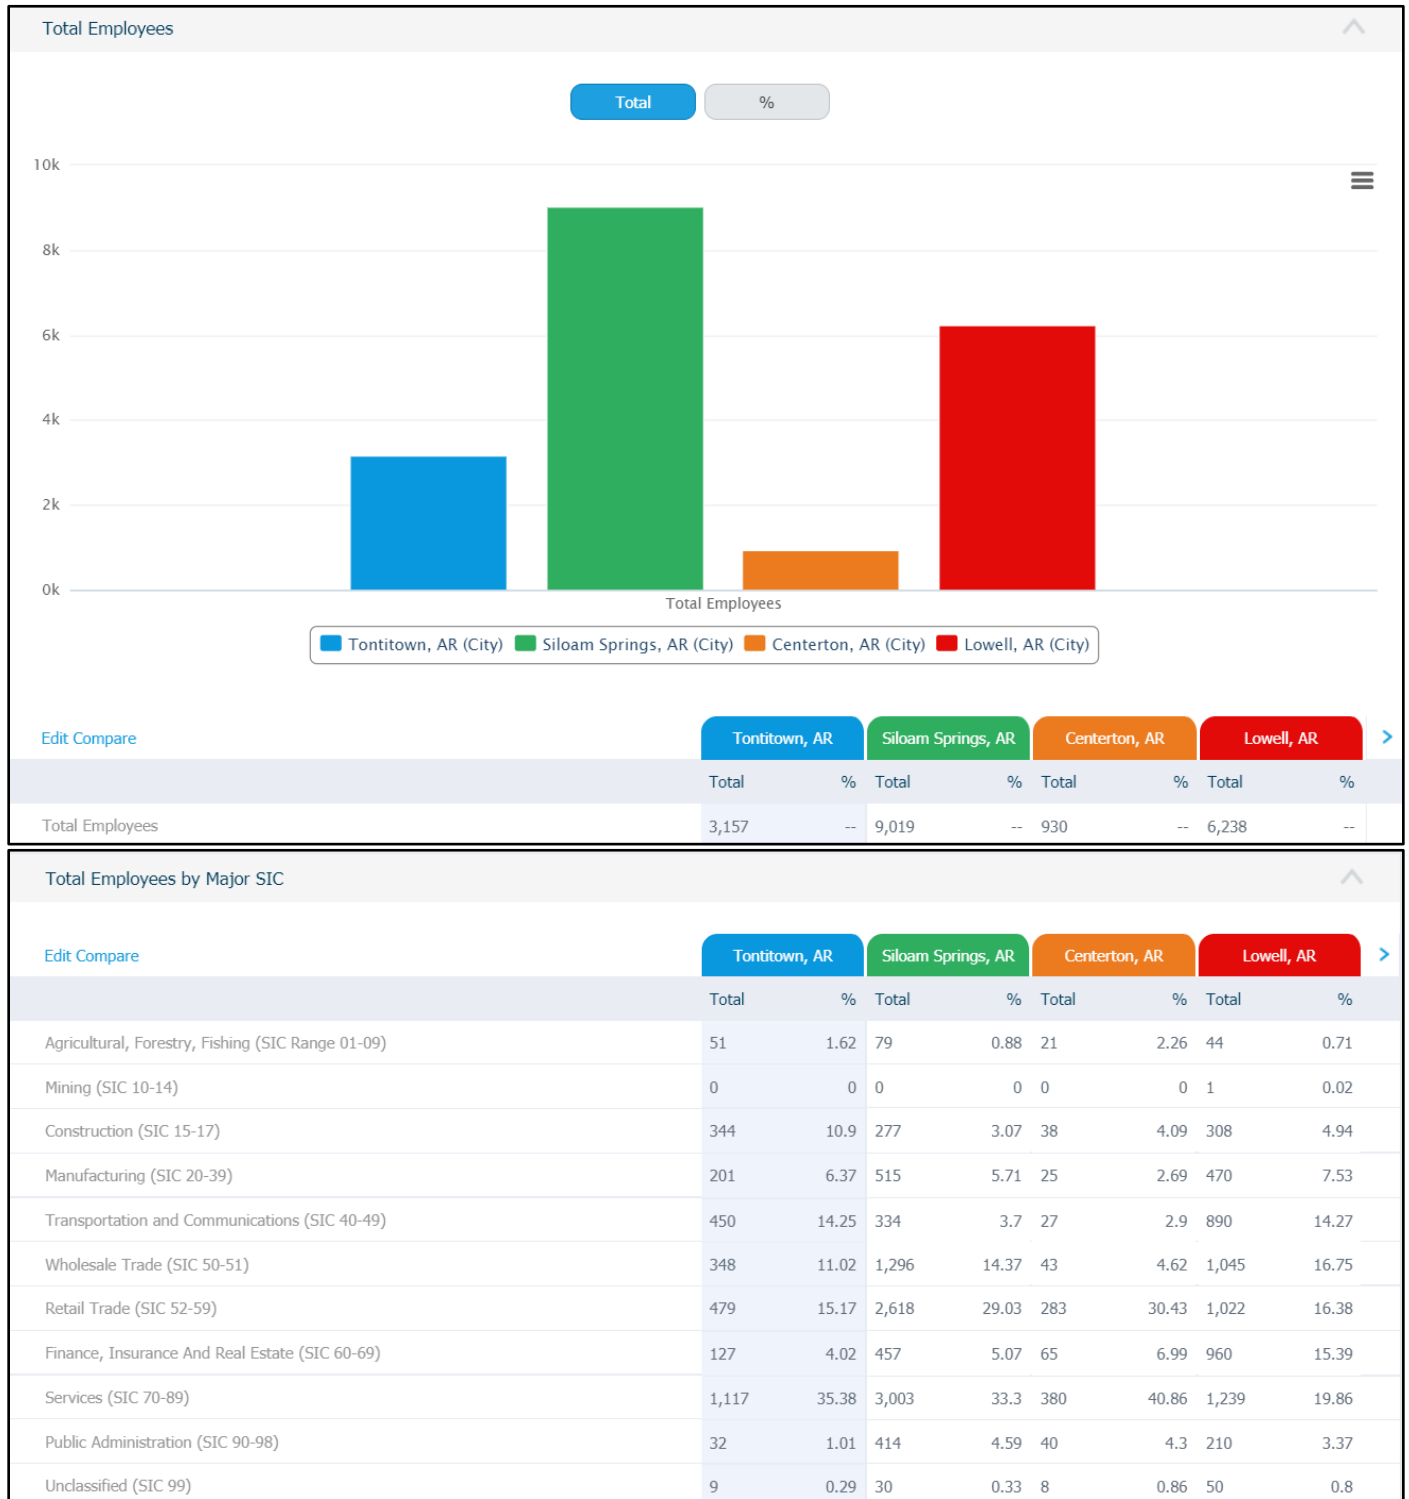 Total Employees
Total %
10k
8k
6k
4k
2k
0k
Total Employees
Tontitown, AR (City) Siloam Springs, AR (City) Centerton, AR (City) Lowell, AR (City)
Edit Compare Tontitown, AR Siloam Springs, AR Centerton, AR Lowell, AR >
Total % Total % Total % Total %
Total Employees 3,157 -- 9,019 -- 930 -- 6,238 --
Total Employees by Major SIC
Edit Compare Tontitown, AR Siloam Springs, AR Centerton, AR Lowell, AR >
Total % Total % Total % Total %
Agricultural, Forestry, Fishing (SIC Range 01-09) 51 1.62 79 0.88 21 2.26 44 0.71
Mining (SIC 10-14) 0 0 0 0 0 0 1 0.02
Construction (SIC 15-17) 344 10.9 277 3.07 38 4.09 308 4.94
Manufacturing (SIC 20-39) 201 6.37 515 5.71 25 2.69 470 7.53
Transportation and Communications (SIC 40-49) 450 14.25 334 3.7 27 2.9 890 14.27
Wholesale Trade (SIC 50-51) 348 11.02 1,296 14.37 43 4.62 1,045 16.75
Retail Trade (SIC 52-59) 479 15.17 2,618 29.03 283 30.43 1,022 16.38
Finance, Insurance And Real Estate (SIC 60-69) 127 4.02 457 5.07 65 6.99 960 15.39
Services (SIC 70-89) 1,117 35.38 3,003 33.3 380 40.86 1,239 19.86
Public Administration (SIC 90-98) 32 1.01 414 4.59 40 4.3 210 3.37
Unclassified (SIC 99) 9 0.29 30 0.33 8 0.86 50 0.8